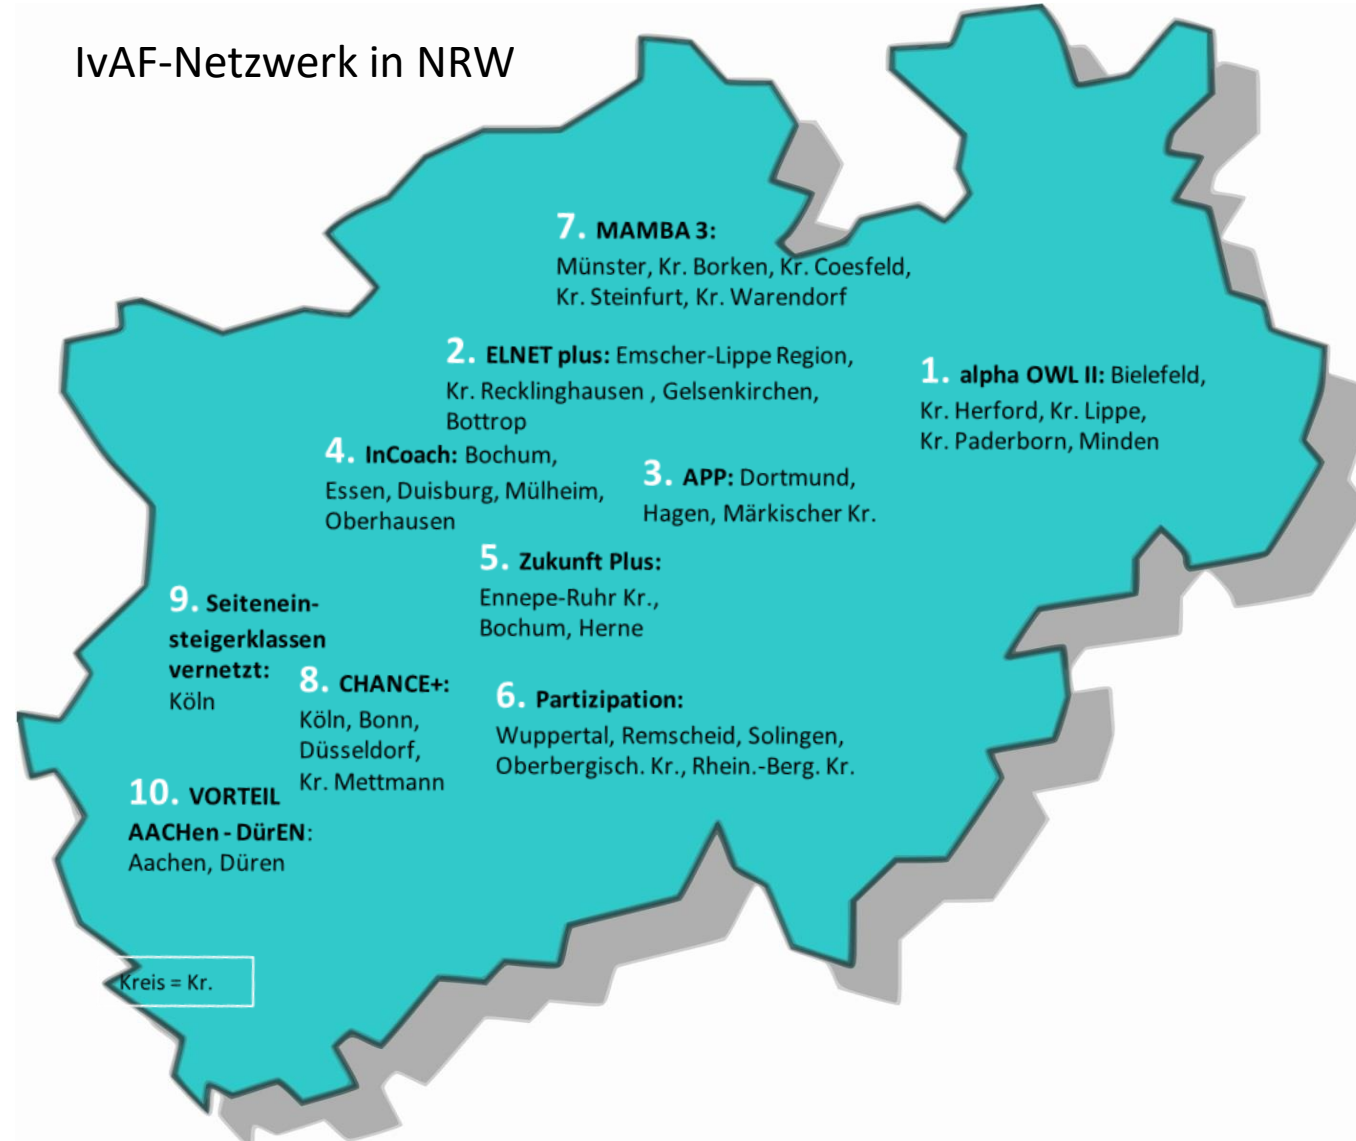 IvAF-Netzwerk in NRW
7. MAMBA 3:
Münster, Kr. Borken, Kr. Coesfeld,
Kr. Steinfurt, Kr. Warendorf
2. ELNET plus: Emscher-Lippe Region,
Kr. Recklinghausen , Gelsenkirchen,
Bottrop
1. alpha OWL II: Bielefeld,
Kr. Herford, Kr. Lippe,
Kr. Paderborn, Minden
4. InCoach: Bochum,
Essen, Duisburg, Mülheim,
Oberhausen
3. APP: Dortmund,
Hagen, Märkischer Kr.
5. Zukunft Plus:
Ennepe-Ruhr Kr.,
Bochum, Herne
9. Seitenein-
steigerklassen
vernetzt:
Köln
8. CHANCE+:
Köln, Bonn,
Düsseldorf,
Kr. Mettmann
6. Partizipation:
Wuppertal, Remscheid, Solingen,
Oberbergisch. Kr., Rhein.-Berg. Kr.
10. VORTEIL
AACHen - DürEN:
Aachen, Düren
Kreis = Kr.